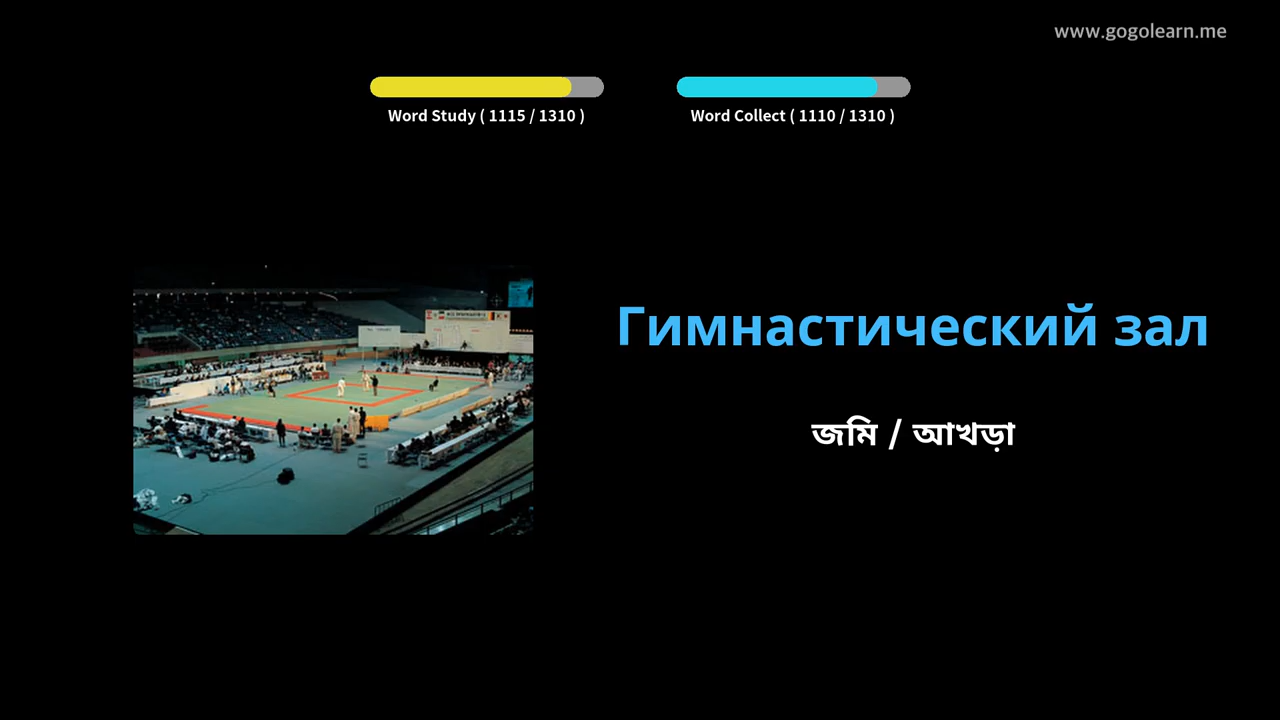 www.gogolearn.me
Word Study ( 1115 / 1310 )
Word Collect ( 1110 / 1310 )
Гимнастический зал
জমি / আখড়া